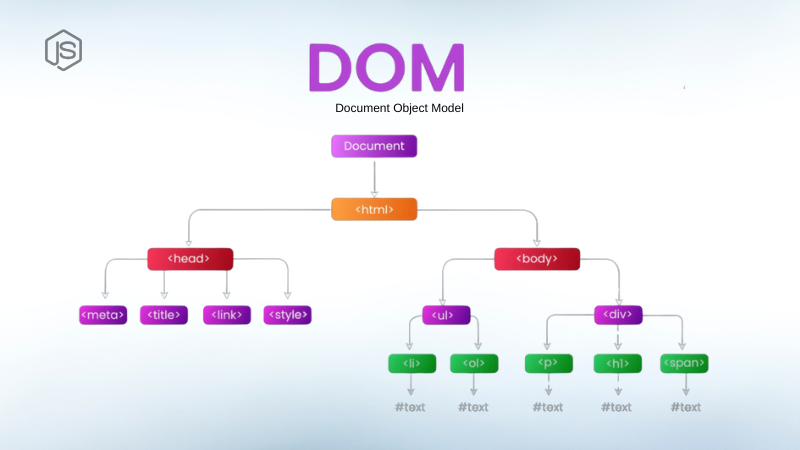 JS
DOM
Document Object Model
Document
<html>
<head> <body>
<meta> <title> <link> <style> <ul> <div>
<li> <ol> <p> <h1> <span>
#text #text #text #text #text